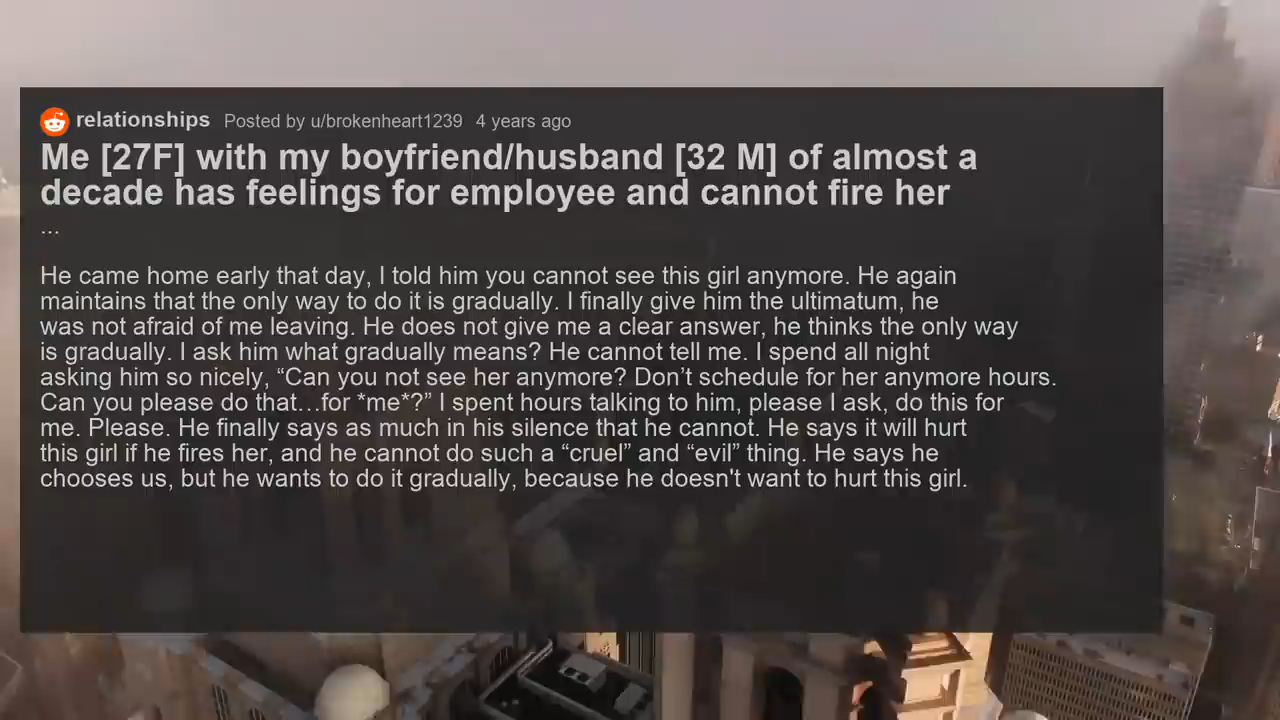 relationships Posted by u/brokenheart1239 4 years ago
Me [27F] with my boyfriend/husband [32 M] of almost a
decade has feelings for employee and cannot fire her
...
He came home early that day, I told him you cannot see this girl anymore. He again
maintains that the only way to do it is gradually. I finally give him the ultimatum, he
was not afraid of me leaving. He does not give me a clear answer, he thinks the only way
is gradually. I ask him what gradually means? He cannot tell me. I spend all night
asking him so nicely, “Can you not see her anymore? Don’t schedule for her anymore hours.
Can you please do that…for *me*?” I spent hours talking to him, please I ask, do this for
me. Please. He finally says as much in his silence that he cannot. He says it will hurt
this girl if he fires her, and he cannot do such a “cruel” and “evil” thing. He says he
chooses us, but he wants to do it gradually, because he doesn't want to hurt this girl.